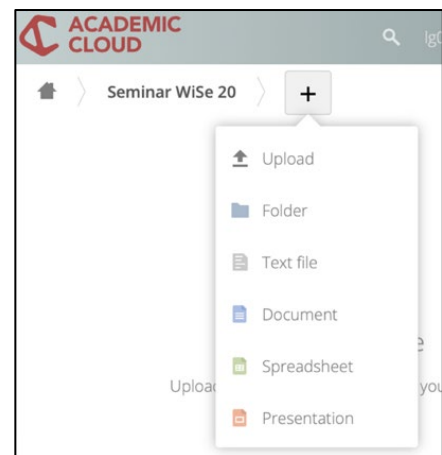 ACADEMIC
CLOUD
Seminar WiSe 20
+
Upload
Folder
Text file
Document
Spreadsheet
Presentation